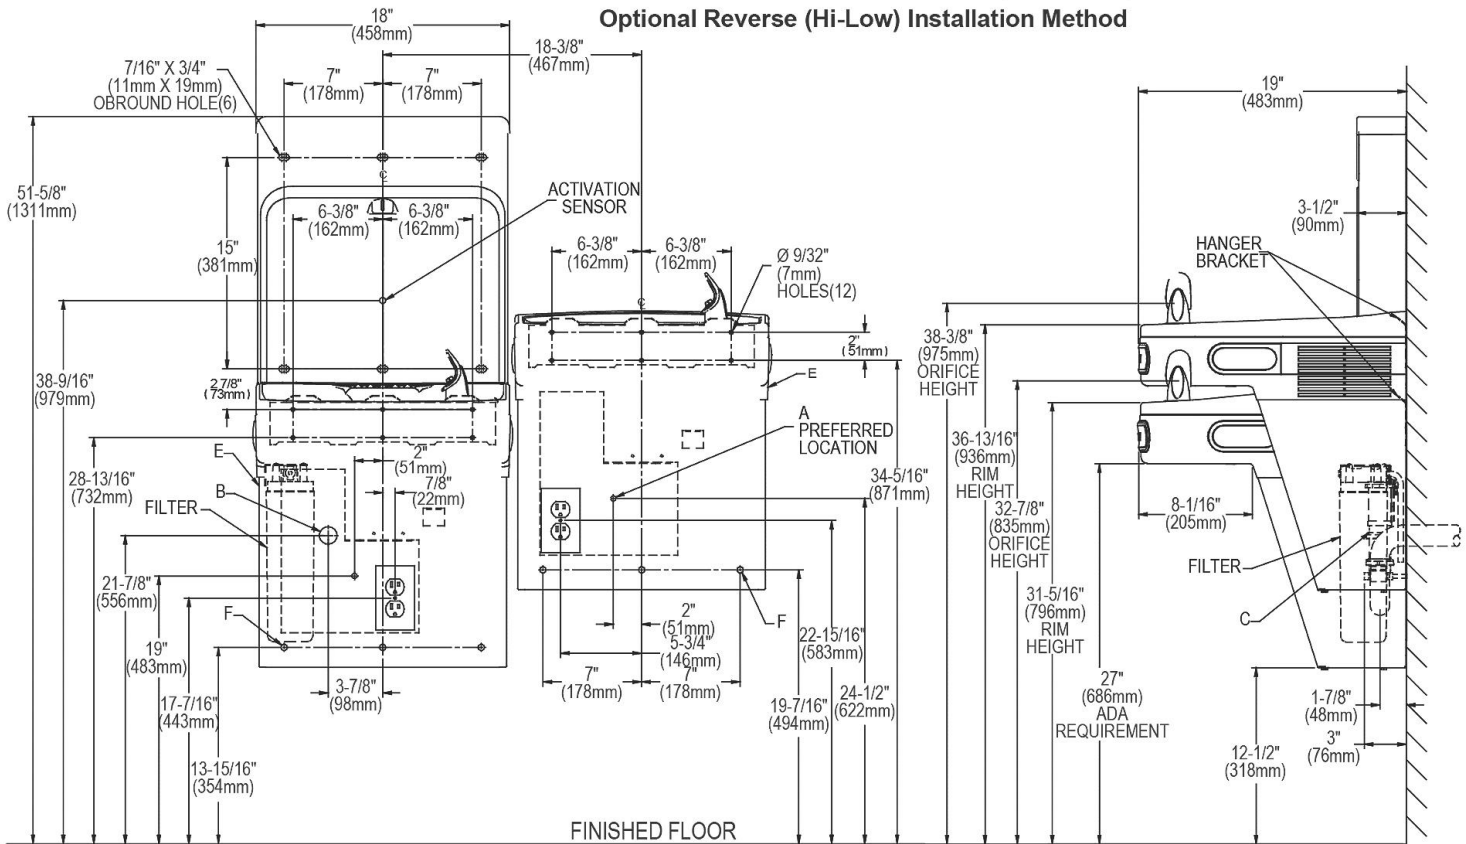 Optional Reverse (Hi-Low) Installation Method
18"
(458mm)
18-3/8"
(467mm)
7/16" X 3/4"
(11mm X 19mm)
OBROUND HOLE(6)
7"
(178mm)
7"
(178mm)
19"
(483mm)
51-5/8"
(1311mm)
℄
ACTIVATION
SENSOR
6-3/8"
(162mm)
6-3/8"
(162mm)
15"
(381mm)
6-3/8"
(162mm)
6-3/8"
(162mm)
Ø 9/32"
(7mm)
HOLES(12)
℄
3-1/2"
(90mm)
HANGER
BRACKET
38-9/16"
(979mm)
2 7/8"
(73mm)
2"
(51mm)
E
38-3/8"
(975mm)
ORIFICE
HEIGHT
A
PREFERRED
LOCATION
28-13/16"
(732mm)
E
B
FILTER
2"
(51mm)
7/8"
(22mm)
34-5/16"
(871mm)
36-13/16"
(936mm)
RIM
HEIGHT
32-7/8"
(835mm)
ORIFICE
HEIGHT
8-1/16"
(205mm)
FILTER
C
21-7/8"
(556mm)
F
19"
(483mm)
17-7/16"
(443mm)
3-7/8"
(98mm)
13-15/16"
(354mm)
2"
(51mm)
5-3/4"
(146mm)
7"
(178mm)
7"
(178mm)
F
22-15/16"
(583mm)
19-7/16"
(494mm)
24-1/2"
(622mm)
31-5/16"
(796mm)
RIM
HEIGHT
27"
(686mm)
ADA
REQUIREMENT
12-1/2"
(318mm)
1-7/8"
(48mm)
3"
(76mm)
FINISHED FLOOR